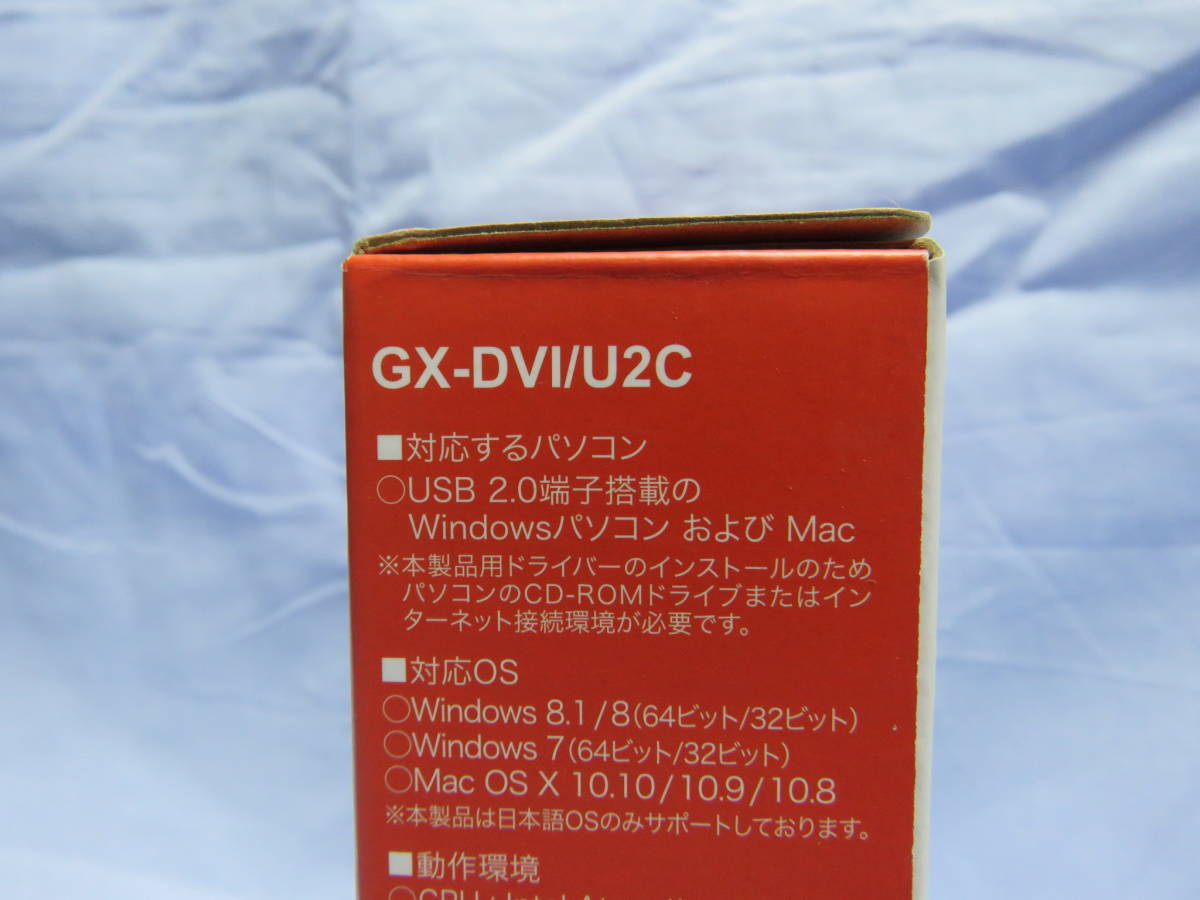 GX-DVI/U2C
■対応するパソコン
○USB 2.0端子搭載の
Windowsパソコン および Mac
※本製品用ドライバーのインストールのため
パソコンのCD-ROMドライブまたはイン
ターネット接続環境が必要です。
■対応OS
○Windows 8.1/8(64ビット/32ビット)
○Windows 7(64ビット/32ビット)
○Mac OS X 10.10/10.9/10.8
※本製品は日本語OSのみサポートしております。
■動作環境
○CPU : Intel